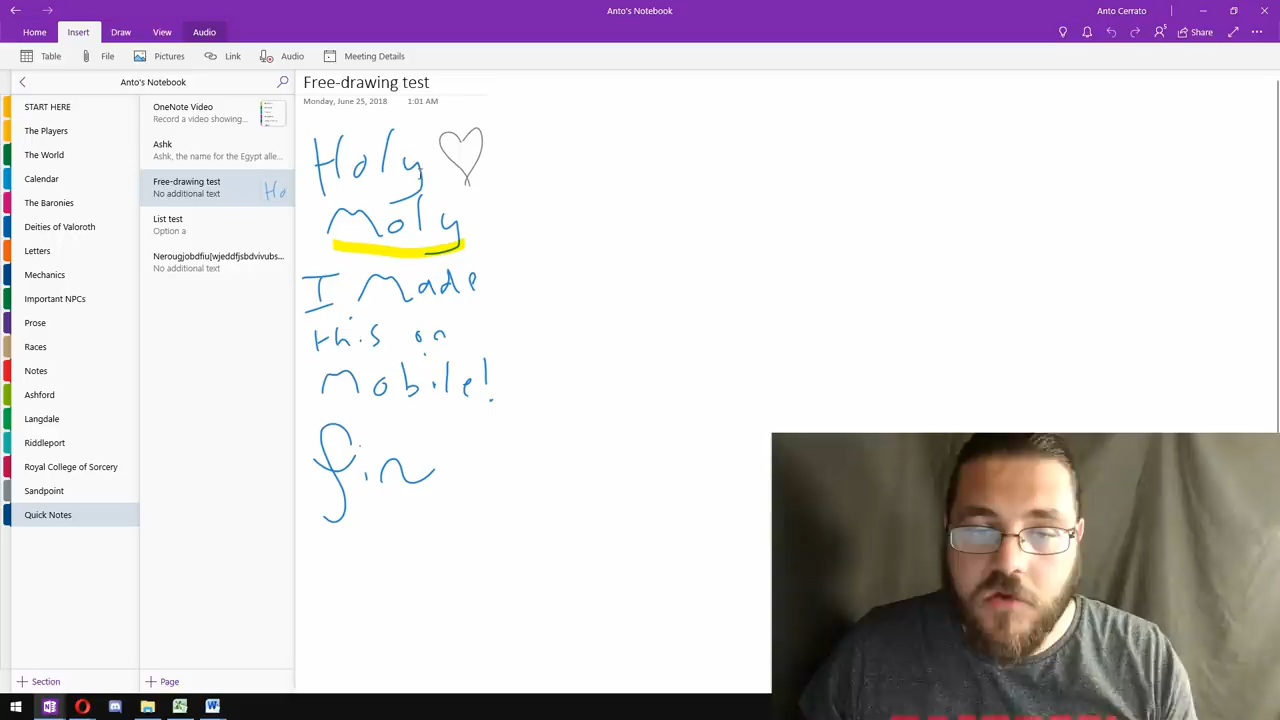 Anto's Notebook
Anto Cerrato
Home
Insert
Draw
View
Audio
Share
Table
File
Pictures
Link
Audio
Meeting Details
Anto's Notebook
START HERE
The Players
The World
Calendar
The Baronies
Deities of Valoroth
Letters
Mechanics
Important NPCs
Prose
Races
Notes
Ashford
Langdale
Riddleport
Royal College of Sorcery
Sandpoint
Quick Notes
Section
OneNote Video
Record a video showing...
Ashk
Ashk, the name for the Egypt alle...
Free-drawing test
No additional text
Ho
List test
Option a
Nerougjobdfiu[wjeddfjsbdvivubs...
No additional text
Page
Free-drawing test
Monday, June 25, 2018 1:01 AM
Holy
Moly
I Made
this on
mobile!
fin